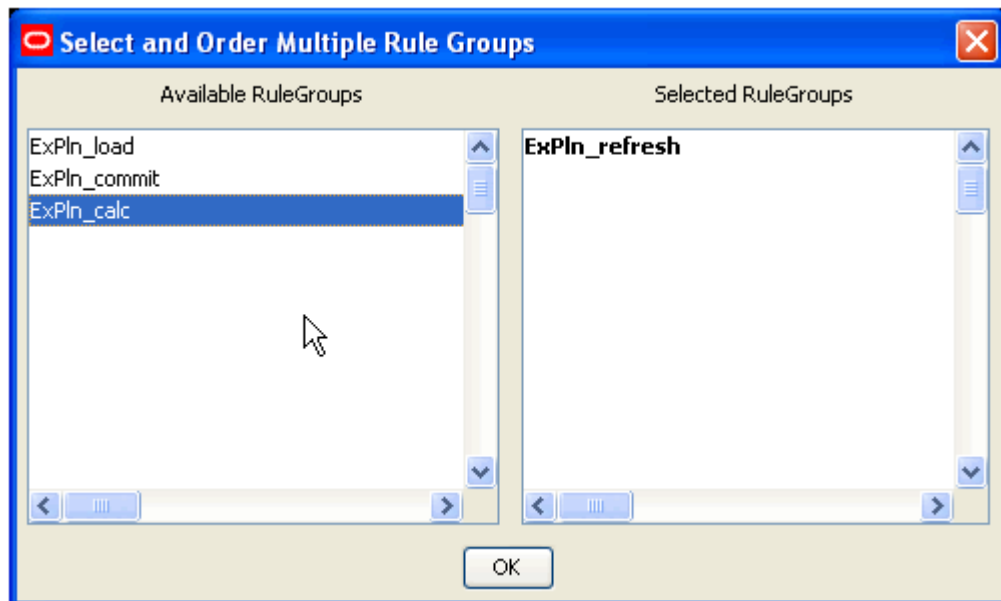 Select and Order Multiple Rule Groups
Available RuleGroups
Selected RuleGroups
ExPln_load
ExPln_commit
ExPln_calc
ExPln_refresh
OK